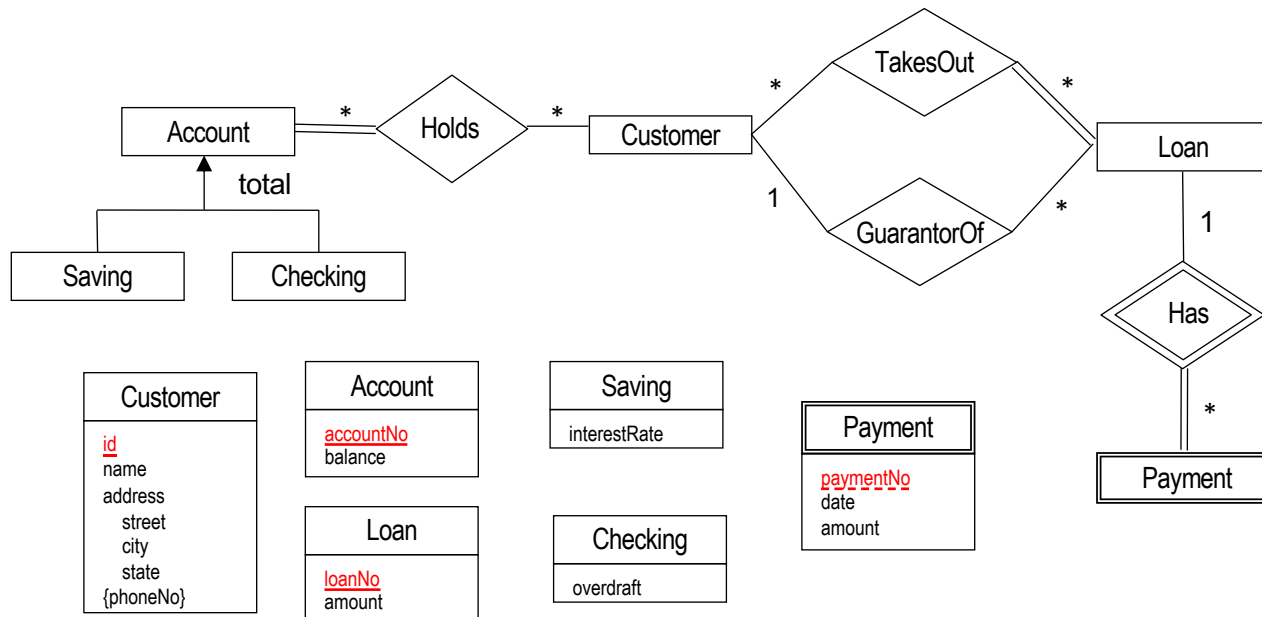 TakesOut
*
*
*
*
Account
Holds
Customer
Loan
total
1
*
1
GuarantorOf
Saving
Checking
Has
*
Payment
Customer
id
name
address
street
city
state
{phoneNo}
Account
accountNo
balance
Loan
loanNo
amount
Saving
interestRate
Checking
overdraft
Payment
paymentNo
date
amount